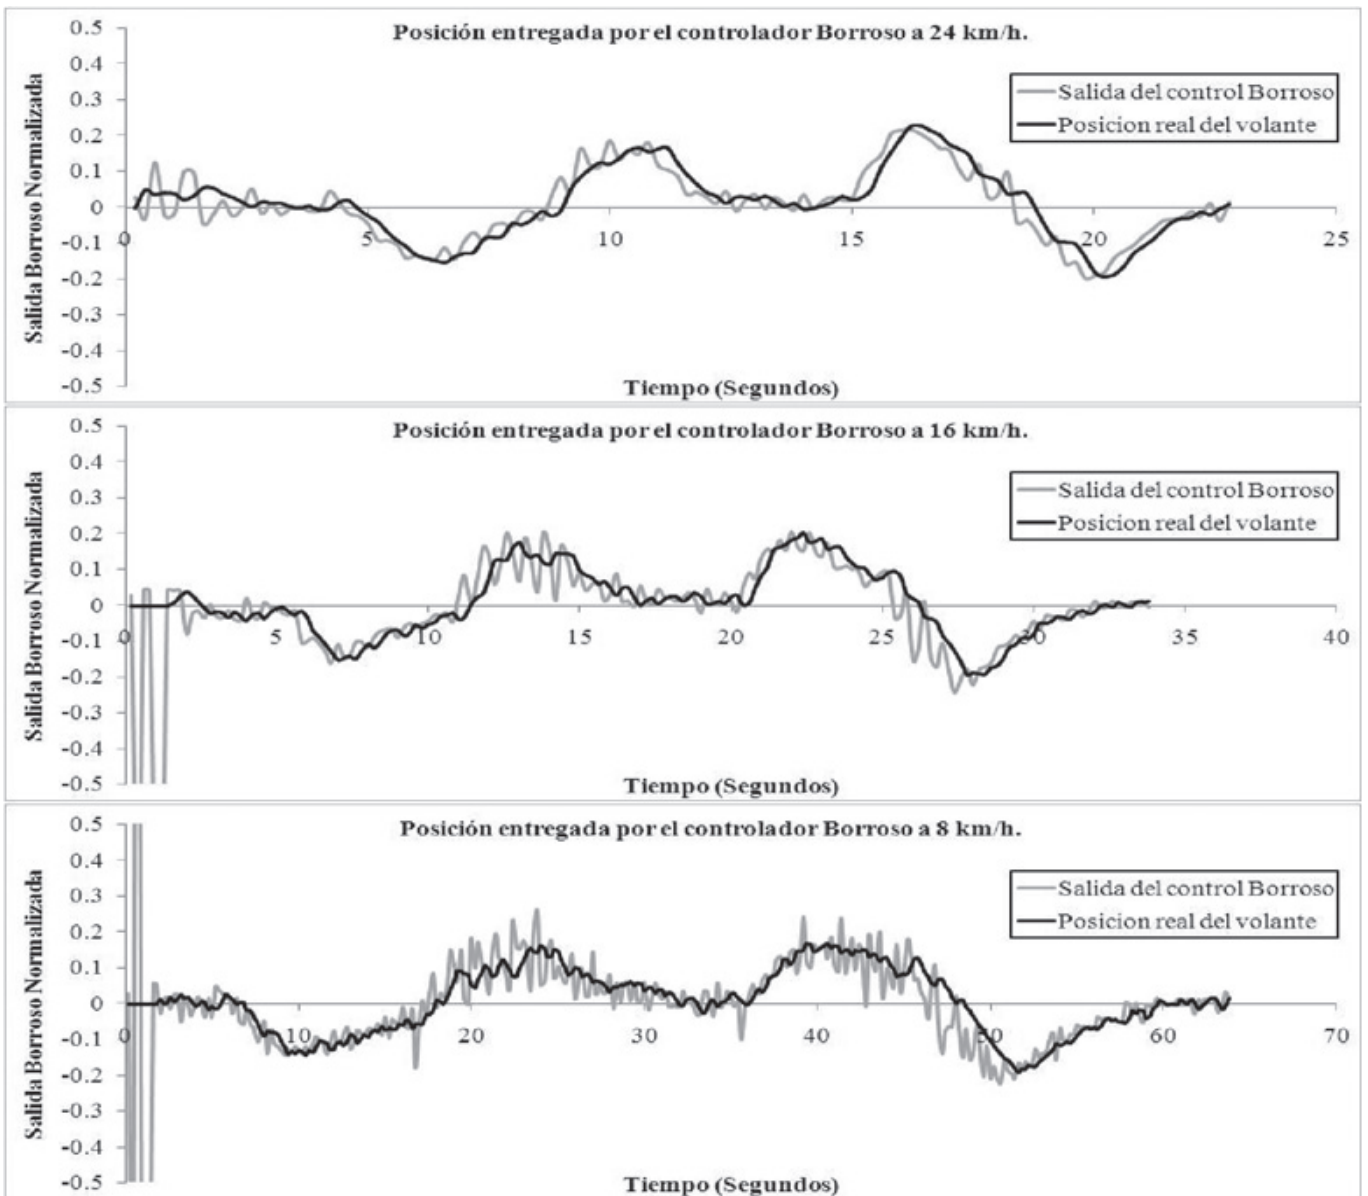 Posición entregada por el controlador Borroso a 24 km/h.
Salida Borroso Normalizada
0.5
0.4
0.3
0.2
0.1
0
-0.1
-0.2
-0.3
-0.4
-0.5
Salida del control Borroso
Posicion real del volante
0 5 10 15 20 25
Tiempo (Segundos)
Posición entregada por el controlador Borroso a 16 km/h.
Salida Borroso Normalizada
0.5
0.4
0.3
0.2
0.1
0
-0.1
-0.2
-0.3
-0.4
-0.5
Salida del control Borroso
Posicion real del volante
0 5 10 15 20 25 30 35 40
Tiempo (Segundos)
Posición entregada por el controlador Borroso a 8 km/h.
Salida Borroso Normalizada
0.5
0.4
0.3
0.2
0.1
0
-0.1
-0.2
-0.3
-0.4
-0.5
Salida del control Borroso
Posicion real del volante
0 10 20 30 40 50 60 70
Tiempo (Segundos)